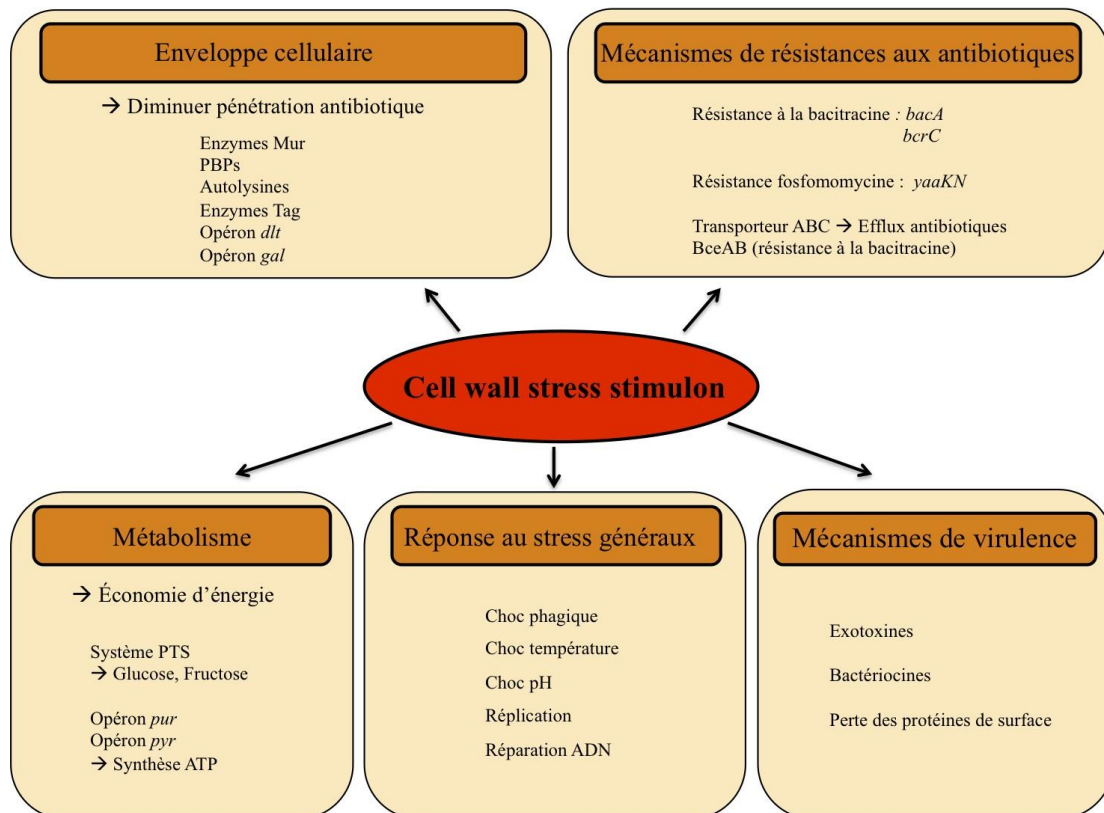 Enveloppe cellulaire
→ Diminuer pénétration antibiotique
Enzymes Mur
PBPs
Autolysines
Enzymes Tag
Opéron dlt
Opéron gal
Mécanismes de résistances aux antibiotiques
Résistance à la bacitracine : bacA
bcrC
Résistance fosfomomycine : yaaKN
Transporteur ABC → Efflux antibiotiques
BceAB (résistance à la bacitracine)
Cell wall stress stimulon
Métabolisme
→ Économie d’énergie
Système PTS
→ Glucose, Fructose
Opéron pur
Opéron pyr
→ Synthèse ATP
Réponse au stress généraux
Choc phagique
Choc température
Choc pH
Réplication
Réparation ADN
Mécanismes de virulence
Exotoxines
Bactériocines
Perte des protéines de surface